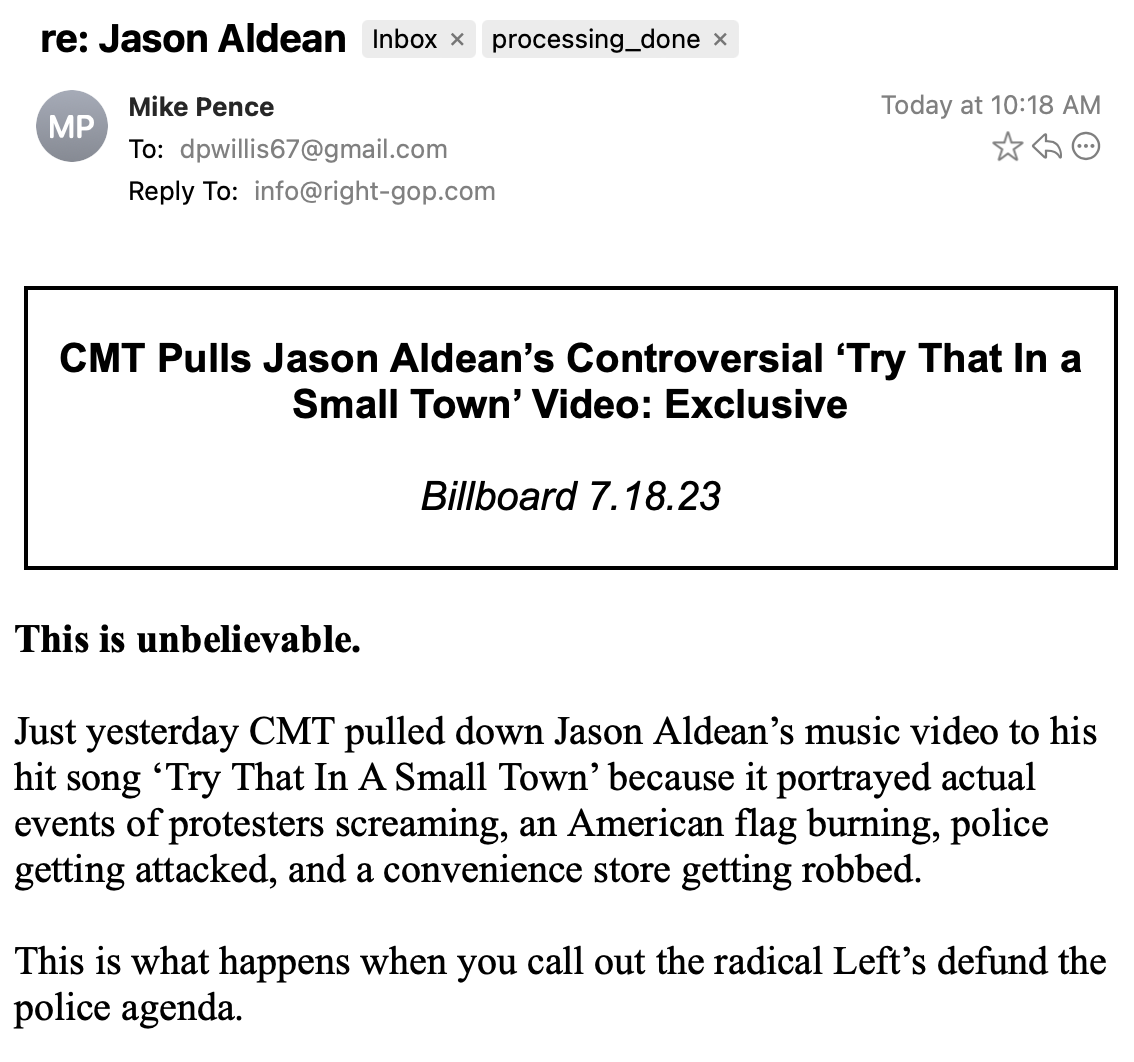 re: Jason Aldean Inbox × processing_done ×
MP
Mike Pence
Today at 10:18 AM
To: dpwillis67@gmail.com
Reply To: info@right-gop.com
CMT Pulls Jason Aldean’s Controversial ‘Try That In a
Small Town’ Video: Exclusive
Billboard 7.18.23
This is unbelievable.
Just yesterday CMT pulled down Jason Aldean’s music video to his
hit song ‘Try That In A Small Town’ because it portrayed actual
events of protesters screaming, an American flag burning, police
getting attacked, and a convenience store getting robbed.
This is what happens when you call out the radical Left’s defund the
police agenda.